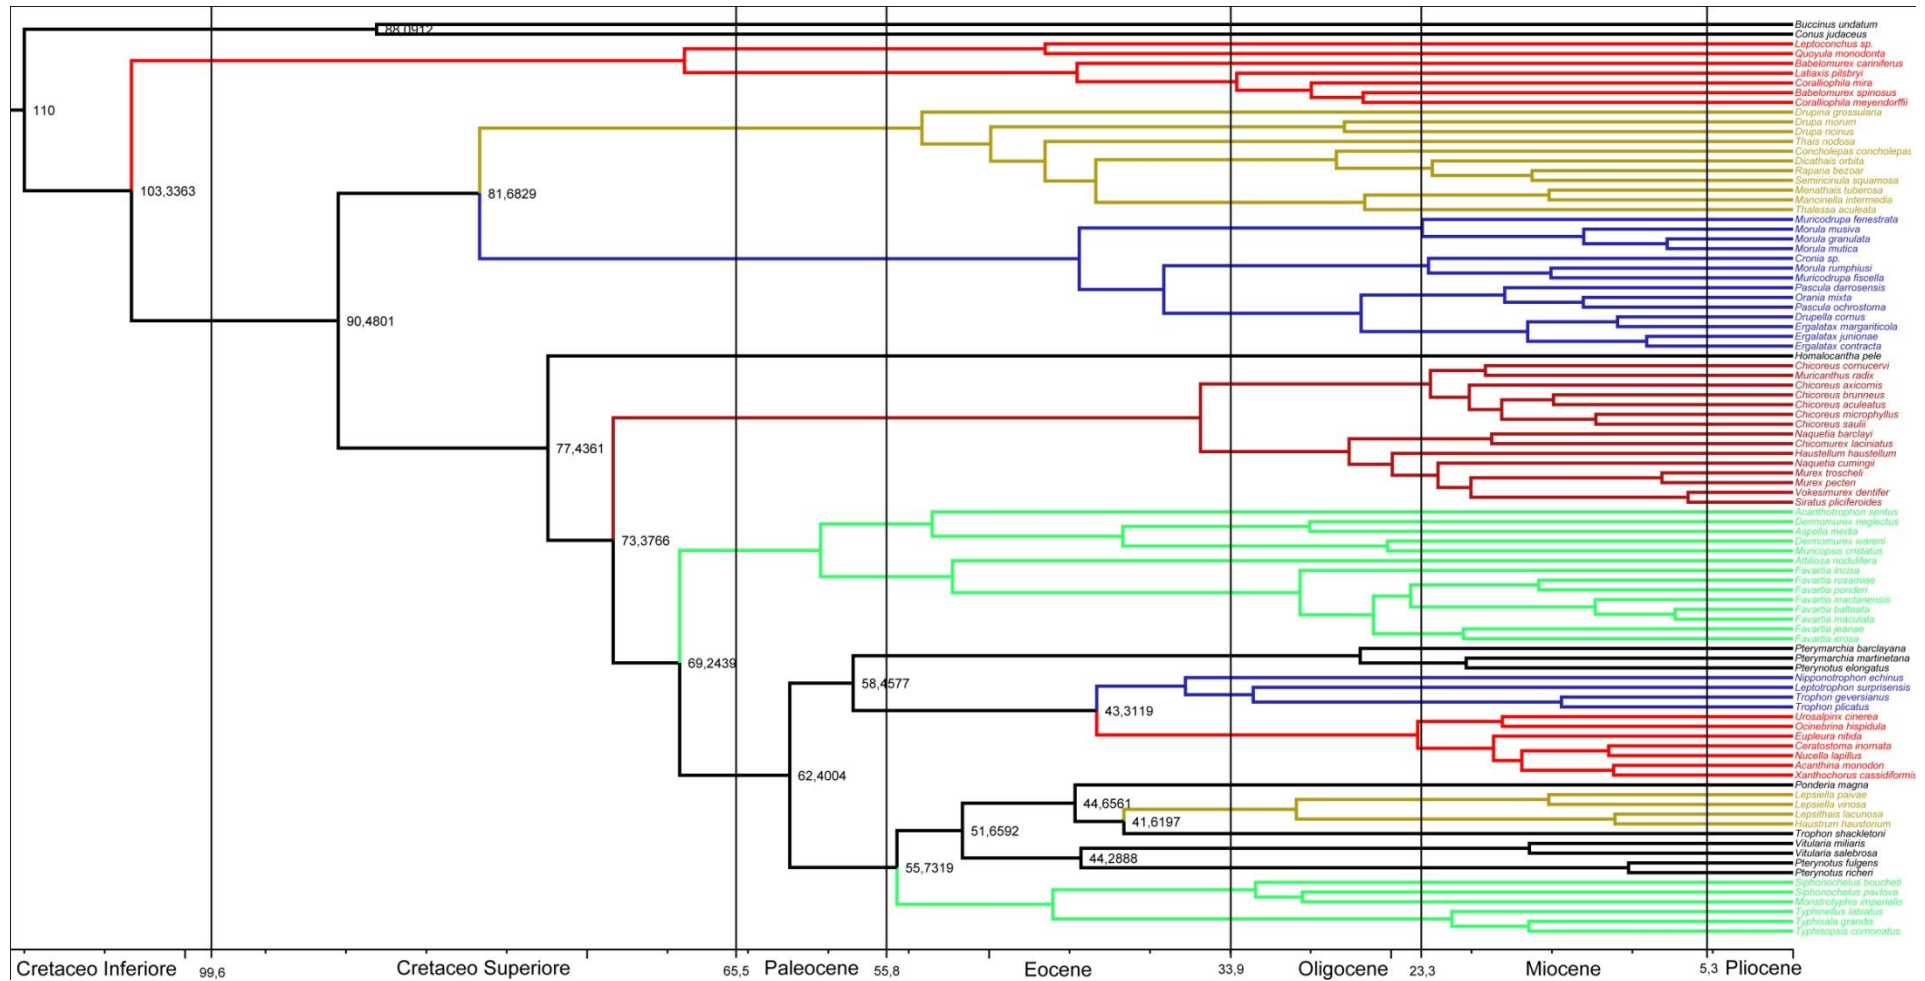 Buccinus undatum
88,0912
Conus judaceus
Leptoconchus sp.
Quoyula monodonta
Babelomurex cariniferus
Latiaxis pilsbryi
Coralliophila mira
Babelomurex spinosus
Coralliophila meyendorffii
110
Drupina grossularia
Drupa morum
Drupa ricinus
Thais nodosa
Concholepas concholepas
Dicathais orbita
Rapana bezoar
Semiricinula squamosa
103,3363
81,6829
Menathais tuberosa
Mancinella intermedia
Thalessa aculeata
Muricodrupa fenestrata
Morula musiva
Morula granulata
Morula mutica
Cronia sp.
Morula rumphiusi
Muricodrupa fiscella
Pascula darrosensis
Orania mixta
Pascula ochrostoma
Drupella cornus
90,4801
Ergalatax margariticola
Ergalatax junionae
Ergalatax contracta
Homalocantha pele
Chicoreus cornucervi
Muricanthus radix
Chicoreus axicornis
Chicoreus brunneus
Chicoreus aculeatus
Chicoreus microphyllus
Chicoreus saulii
Naquetia barclayi
Chicomurex laciniatus
77,4361
Haustellum haustellum
Naquetia cumingii
Murex troscheli
Murex pecten
Vokesimurex dentifer
Siratus pliciferoides
Acanthotrophon sentus
Dermomurex neglectus
Aspella media
73,3766
Dermomurex wareni
Muricopsis cristatus
Attiliosa nodulifera
Favartia incisa
Favartia rosamiae
Favartia ponderi
Favartia mactanensis
Favartia balteata
Favartia maculata
Favartia jeanae
Favartia erosa
Pterymarchia barclayana
Pterymarchia martinetana
69,2439
Pterynotus elongatus
Nipponotrophon echinus
58,4577
Leptotrophon surprisensis
Trophon geversianus
Trophon plicatus
43,3119
Urosalpinx cinerea
Ocinebrina hispidula
Eupleura nitida
Ceratostoma inornata
Nucella lapillus
Acanthina monodon
62,4004
Xanthochorus cassidiformis
Ponderia magna
Lepsiella paivae
44,6561
Lepsiella vinosa
Lepsithais lacunosa
41,6197
Haustrum haustorium
51,6592
Trophon shackletoni
Vitularia miliaris
Vitularia salebrosa
44,2888
Pterynotus fulgens
55,7319
Pterynotus richeri
Siphonochelus boucheti
Siphonochelus pavlova
Monstrotyphis imperialis
Typhinellus labiatus
Typhisala grandis
Typhisopsis coronatus
Cretaceo Inferiore 99,6 Cretaceo Superiore 65,5 Paleocene 55,8 Eocene 33,9 Oligocene 23,3 Miocene 5,3 Pliocene